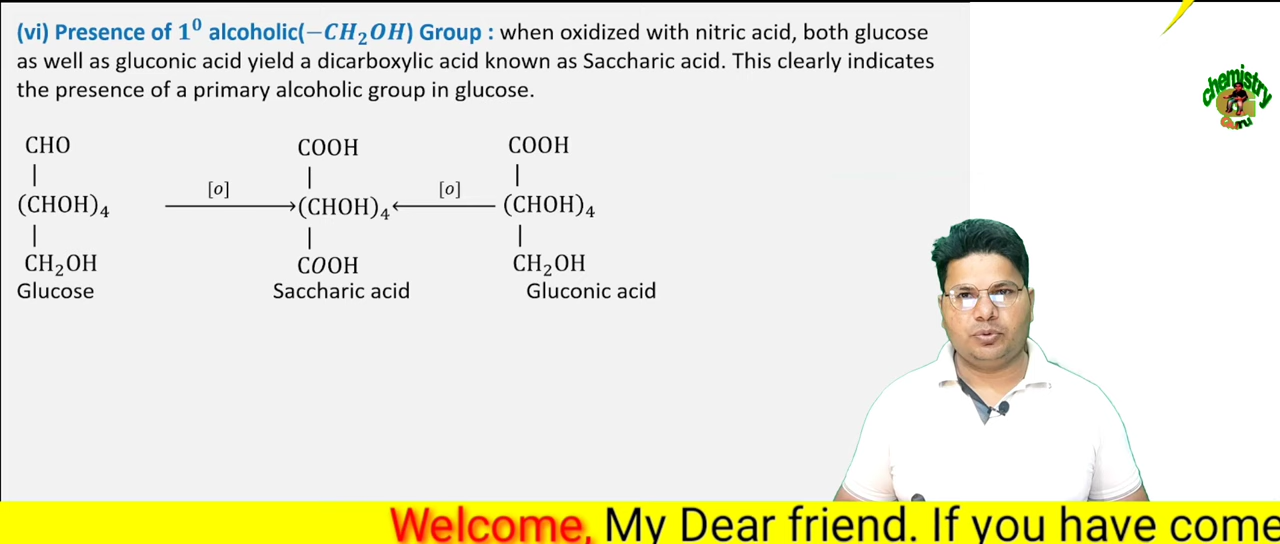 (vi) Presence of 1⁰ alcoholic(−CH₂OH) Group : when oxidized with nitric acid, both glucose
as well as gluconic acid yield a dicarboxylic acid known as Saccharic acid. This clearly indicates
the presence of a primary alcoholic group in glucose.
chemistry
Guru
CHO COOH COOH
| | |
(CHOH)₄ [o] (CHOH)₄ [o] (CHOH)₄
| | |
CH₂OH COOH CH₂OH
Glucose Saccharic acid Gluconic acid
Welcome, My Dear friend. If you have come